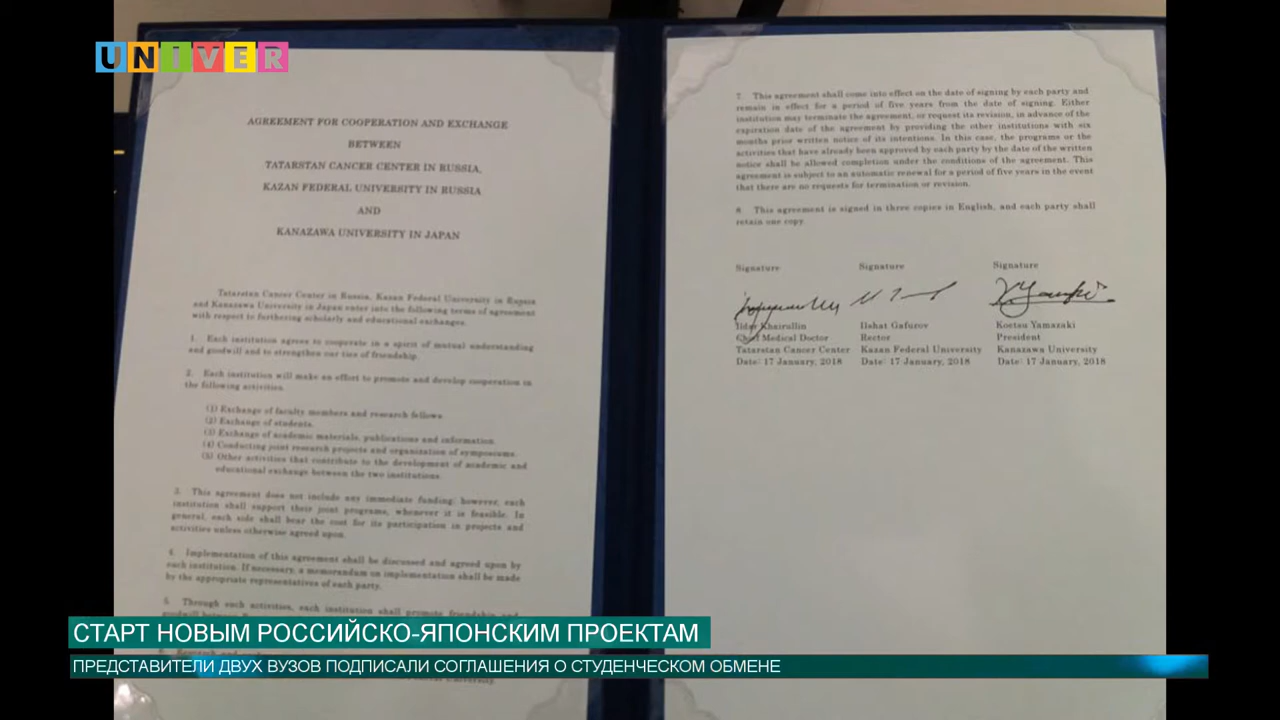 UNIVER
AGREEMENT FOR COOPERATION AND EXCHANGE
BETWEEN
TATARSTAN CANCER CENTER IN RUSSIA,
KAZAN FEDERAL UNIVERSITY IN RUSSIA
AND
KANAZAWA UNIVERSITY IN JAPAN
Tatarstan Cancer Center in Russia, Kazan Federal University in Russia
and Kanazawa University in Japan enter into the following terms of agreement
with respect to furthering scholarly and educational exchanges.
1. Each institution agrees to cooperate in a spirit of mutual understanding
and goodwill and to strengthen our ties of friendship.
2. Each institution will make an effort to promote and develop cooperation in
the following activities.
(1) Exchange of faculty members and research fellows.
(2) Exchange of students.
(3) Exchange of academic materials, publications and information.
(4) Conducting joint research projects and organization of symposiums.
(5) Other activities that contribute to the development of academic and
educational exchange between the two institutions.
3. This agreement does not include any immediate funding; however, each
institution shall support their joint programs, whenever it is feasible. In
general, each side shall bear the cost for its participation in projects and
activities unless otherwise agreed upon.
4. Implementation of this agreement shall be discussed and agreed upon by
each institution. If necessary, a memorandum on implementation shall be made
by the appropriate representatives of each party.
5. Through such activities, each institution shall promote friendship and
7. This agreement shall come into effect on the date of signing by each party and
remain in effect for a period of five years from the date of signing. Either
institution may terminate the agreement, or request its revision, in advance of the
expiration date of the agreement by providing the other institutions with six
months prior written notice of its intentions. In this case, the programs or the
activities that have already been approved by each party by the date of the written
notice shall be allowed completion under the conditions of the agreement. This
agreement is subject to an automatic renewal for a period of five years in the event
that there are no requests for termination or revision.
8. This agreement is signed in three copies in English, and each party shall
retain one copy.
Signature Signature Signature
Ildar Khairullin Ilshat Gafurov Koetsu Yamazaki
Chief Medical Doctor Rector President
Tatarstan Cancer Center Kazan Federal University Kanazawa University
Date: 17 January, 2018 Date: 17 January, 2018 Date: 17 January, 2018
СТАРТ НОВЫМ РОССИЙСКО-ЯПОНСКИМ ПРОЕКТАМ
ПРЕДСТАВИТЕЛИ ДВУХ ВУЗОВ ПОДПИСАЛИ СОГЛАШЕНИЯ О СТУДЕНЧЕСКОМ ОБМЕНЕ